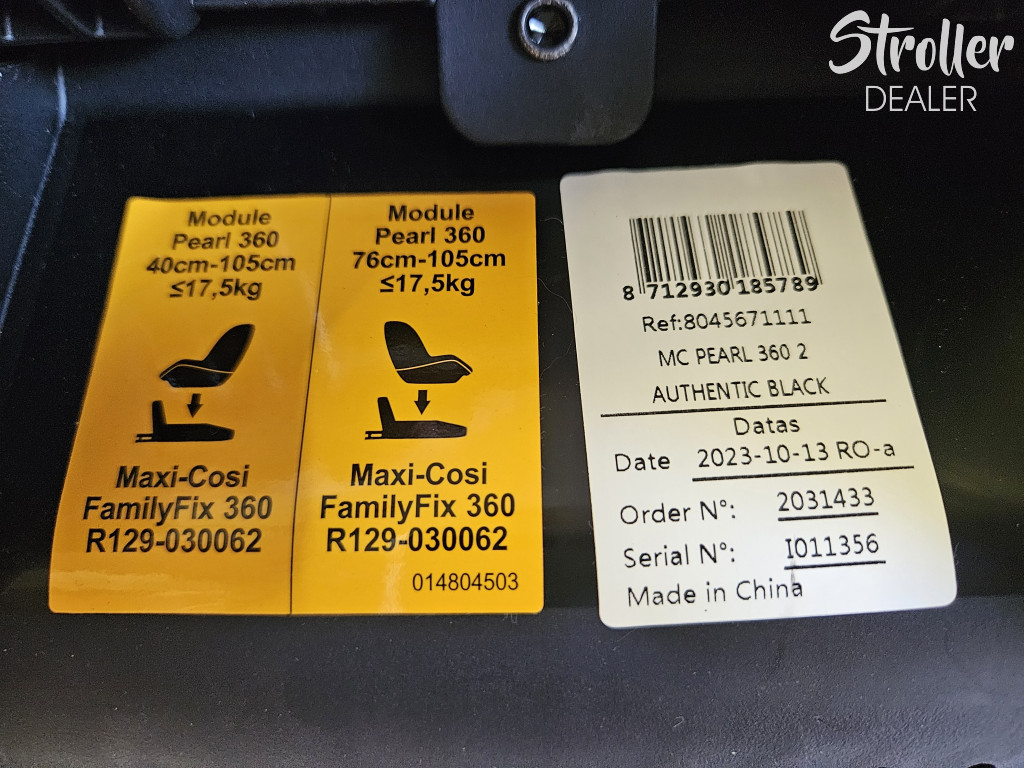 Stroller
DEALER
Module
Pearl 360
40cm-105cm
≤17,5kg
Maxi-Cosi
FamilyFix 360
R129-030062
Module
Pearl 360
76cm-105cm
≤17,5kg
Maxi-Cosi
FamilyFix 360
R129-030062
014804503
8 712930 185789
Ref:8045671111
MC PEARL 360 2
AUTHENTIC BLACK
Datas
Date 2023-10-13 RO-a
Order N°: 2031433
Serial N°: I011356
Made in China